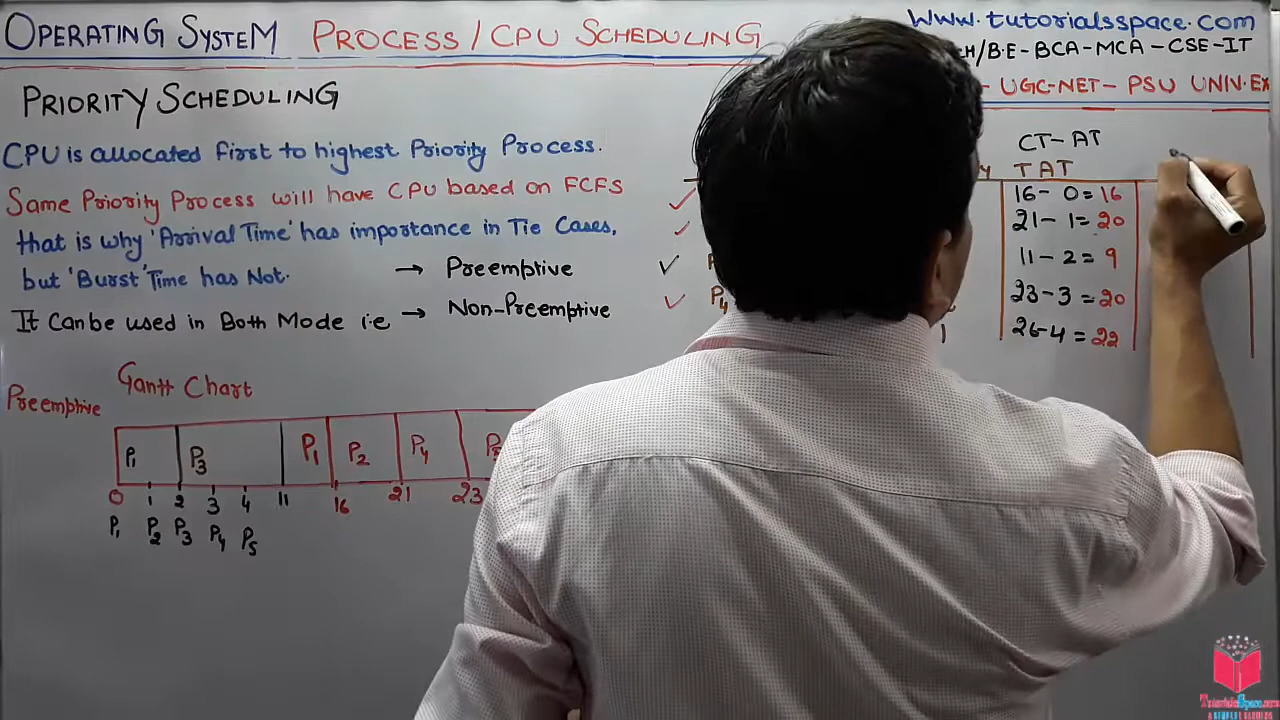 OPERATING SYSTEM PROCESS / CPU SCHEDULING
www.tutorialsspace.com
H/B.E-BCA-MCA-CSE-IT
- UGC-NET- PSU UNIV.EX
PRIORITY SCHEDULING
CPU is allocated First to highest Priority Process.
Same Priority Process will have CPU based on FCFS
that is why 'Arrival Time' has importance in Tie Cases,
but 'Burst' Time has Not.
→ Preemptive
It Can be used in Both Mode i.e → Non-Preemptive
CT-AT
y TAT
16- 0=16
21- 1=20
11-2=9
P4 23-3=20
1 26-4=22
Gantt Chart
Preemptive
P1 P3 P1 P2 P4
0 1 2 3 4 11 16 21 23
P1 P2 P3 P4 P5